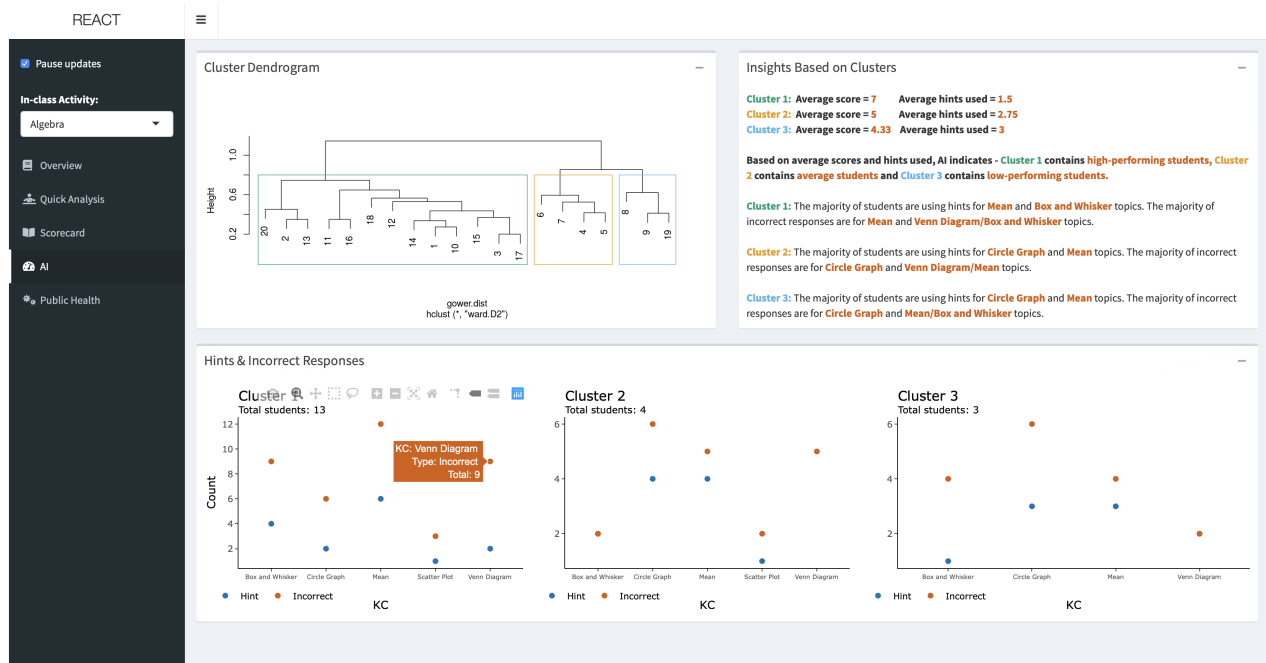 REACT
Pause updates
In-class Activity:
Algebra
Overview
Quick Analysis
Scorecard
AI
Public Health
Cluster Dendrogram
Height
1.0
0.6
0.2
20
2
13
11
16
18
12
14
1
10
15
3
17
6
7
4
5
8
9
19
gower.dist
hclust (*, "ward.D2")
Insights Based on Clusters
Cluster 1: Average score = 7 Average hints used = 1.5
Cluster 2: Average score = 5 Average hints used = 2.75
Cluster 3: Average score = 4.33 Average hints used = 3
Based on average scores and hints used, AI indicates - Cluster 1 contains high-performing students, Cluster
2 contains average students and Cluster 3 contains low-performing students.
Cluster 1: The majority of students are using hints for Mean and Box and Whisker topics. The majority of
incorrect responses are for Mean and Venn Diagram/Box and Whisker topics.
Cluster 2: The majority of students are using hints for Circle Graph and Mean topics. The majority of incorrect
responses are for Circle Graph and Venn Diagram/Mean topics.
Cluster 3: The majority of students are using hints for Circle Graph and Mean topics. The majority of incorrect
responses are for Circle Graph and Mean/Box and Whisker topics.
Hints & Incorrect Responses
Cluster 1
Total students: 13
Count
12
10
8
6
4
2
KC: Venn Diagram
Type: Incorrect
Total: 9
Box and Whisker Circle Graph Mean Scatter Plot Venn Diagram
Hint Incorrect
KC
Cluster 2
Total students: 4
6
4
2
Box and Whisker Circle Graph Mean Scatter Plot Venn Diagram
Hint Incorrect
KC
Cluster 3
Total students: 3
6
4
2
Box and Whisker Circle Graph Mean Venn Diagram
Hint Incorrect
KC